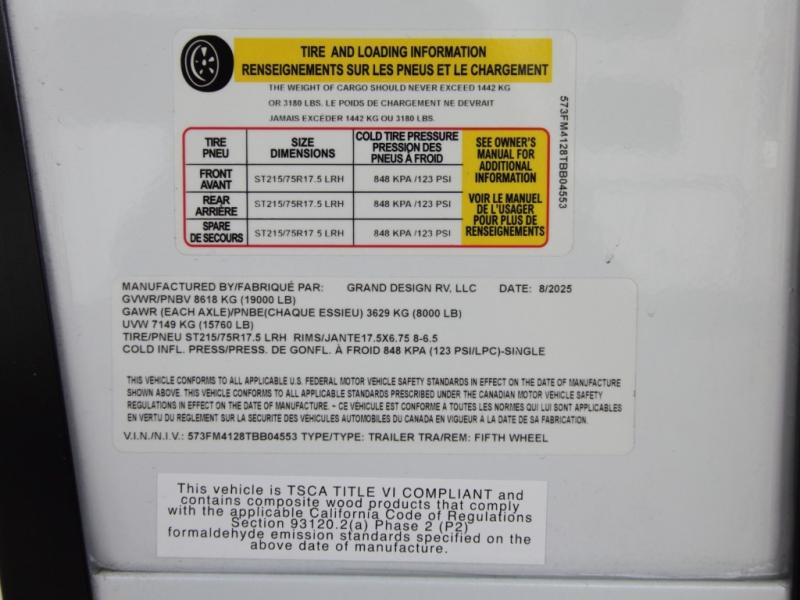 TIRE AND LOADING INFORMATION
RENSEIGNEMENTS SUR LES PNEUS ET LE CHARGEMENT
THE WEIGHT OF CARGO SHOULD NEVER EXCEED 1442 KG
OR 3180 LBS. LE POIDS DE CHARGEMENT NE DEVRAIT
JAMAIS EXCÉDER 1442 KG OU 3180 LBS.
TIRE
PNEU
SIZE
DIMENSIONS
COLD TIRE PRESSURE
PRESSION DES
PNEUS À FROID
FRONT
AVANT
ST215/75R17.5 LRH
848 KPA /123 PSI
REAR
ARRIÈRE
ST215/75R17.5 LRH
848 KPA /123 PSI
SPARE
DE SECOURS
ST215/75R17.5 LRH
848 KPA /123 PSI
SEE OWNER'S
MANUAL FOR
ADDITIONAL
INFORMATION
VOIR LE MANUEL
DE L'USAGER
POUR PLUS DE
RENSEIGNEMENTS
573FM4128TBB04553
MANUFACTURED BY/FABRIQUÉ PAR: GRAND DESIGN RV, LLC DATE: 8/2025
GVWR/PNBV 8618 KG (19000 LB)
GAWR (EACH AXLE)/PNBE(CHAQUE ESSIEU) 3629 KG (8000 LB)
UVW 7149 KG (15760 LB)
TIRE/PNEU ST215/75R17.5 LRH RIMS/JANTE17.5X6.75 8-6.5
COLD INFL. PRESS/PRESS. DE GONFL. À FROID 848 KPA (123 PSI/LPC)-SINGLE
THIS VEHICLE CONFORMS TO ALL APPLICABLE U.S. FEDERAL MOTOR VEHICLE SAFETY STANDARDS IN EFFECT ON THE DATE OF MANUFACTURE
SHOWN ABOVE. THIS VEHICLE CONFORMS TO ALL APPLICABLE STANDARDS PRESCRIBED UNDER THE CANADIAN MOTOR VEHICLE SAFETY
REGULATIONS IN EFFECT ON THE DATE OF MANUFACTURE. - CE VÉHICULE EST CONFORME A TOUTES LES NORMES QUI LUI SONT APPLICABLES
EN VERTU DU RÈGLEMENT SUR LA SECURITE DES VÉHICULES AUTOMOBILES DU CANADA EN VIGUEUR À LA DATE DE SA FABRICATION.
V.I.N./N.I.V.: 573FM4128TBB04553 TYPE/TYPE: TRAILER TRA/REM: FIFTH WHEEL
This vehicle is TSCA TITLE VI COMPLIANT and
contains composite wood products that comply
with the applicable California Code of Regulations
Section 93120.2(a) Phase 2 (P2)
formaldehyde emission standards specified on the
above date of manufacture.